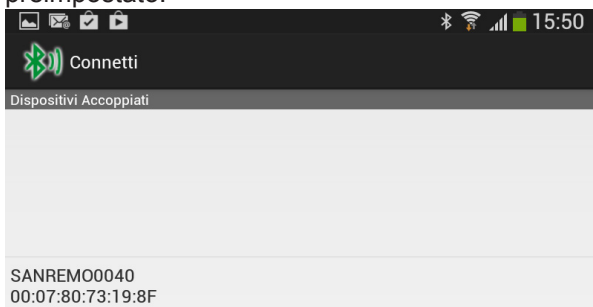 15:50
Connetti
Dispositivi Accoppiati
SANREMO0040
00:07:80:73:19:8F